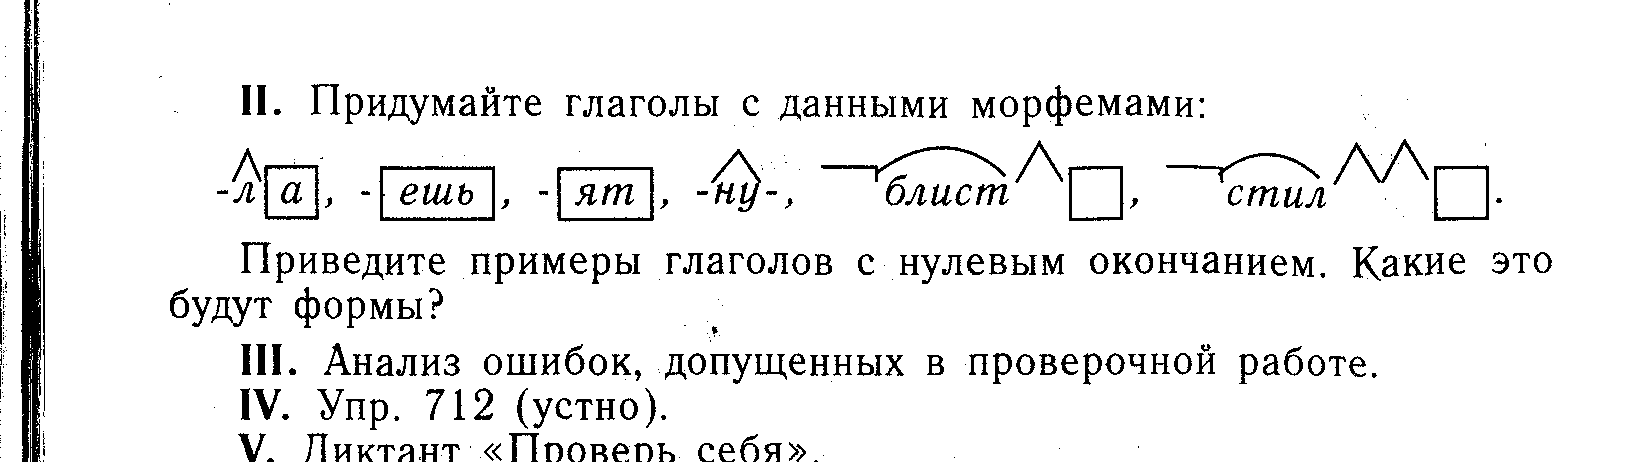 II. Придумайте глаголы с данными морфемами:
-ла, -ешь, -ят, -ну-, блист , стил .
Приведите примеры глаголов с нулевым окончанием. Какие это
будут формы?
III. Анализ ошибок, допущенных в проверочной работе.
IV. Упр. 712 (устно).
V. Диктант «Проверь себя».